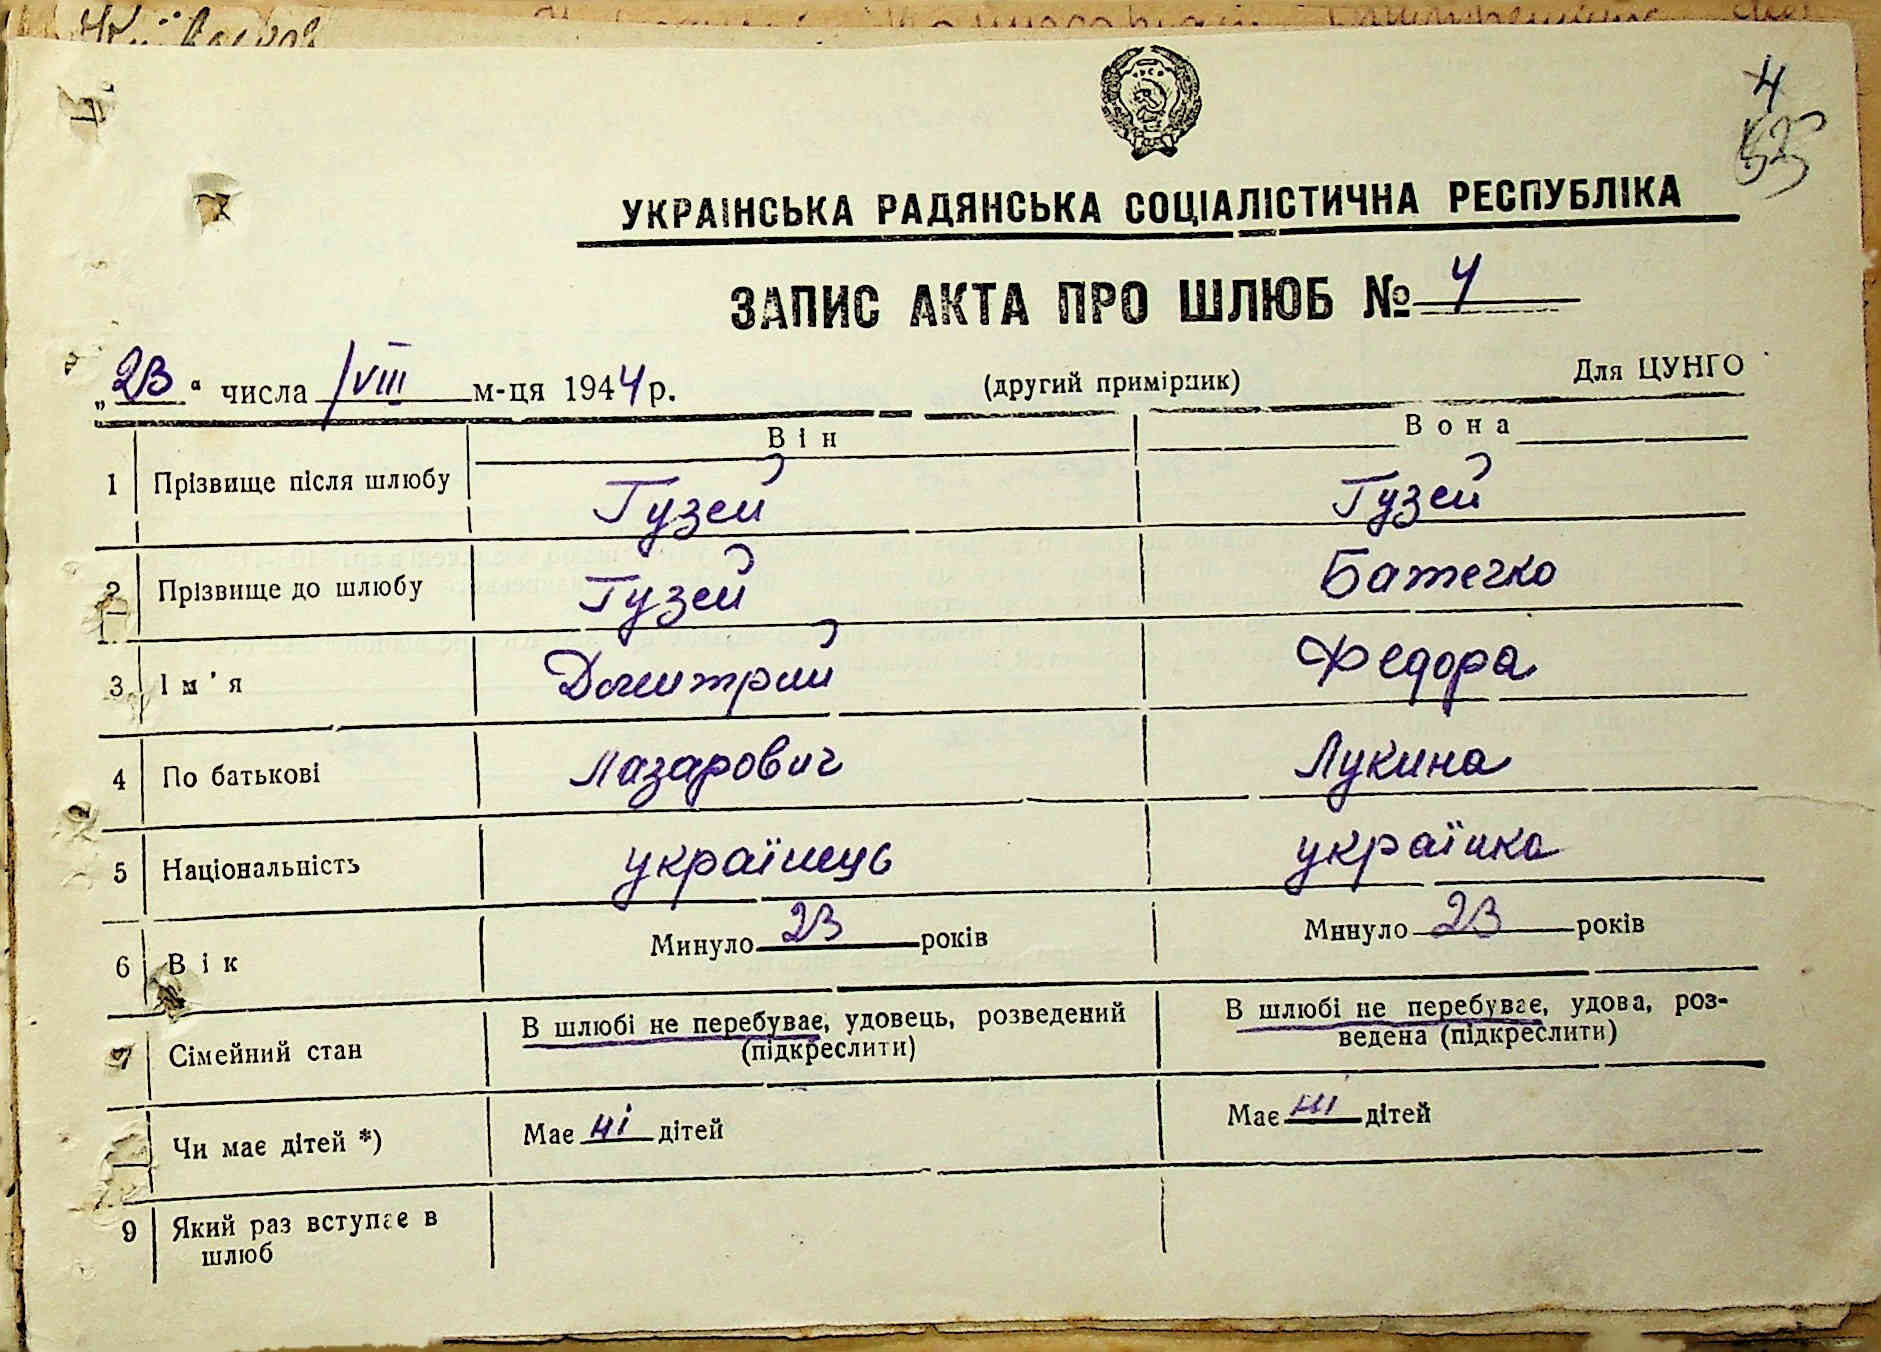 4
53
УКРАЇНСЬКА РАДЯНСЬКА СОЦІАЛІСТИЧНА РЕСПУБЛІКА
ЗАПИС АКТА ПРО ШЛЮБ № 4
„23“ числа /VIII м-ця 1944 р. (другий примірник) Для ЦУНГО
Він Вона
1 Прізвище після шлюбу Гузей Гузей
2 Прізвище до шлюбу Гузей Батечко
3 Ім'я Дмитрий Федора
4 По батькові Лазарович Лукина
5 Національність українець українка
6 Вік Минуло 23 років Минуло 23 років
7 Сімейний стан В шлюбі не перебуває, удовець, розведений (підкреслити) В шлюбі не перебуває, удова, роз-
ведена (підкреслити)
Чи має дітей *) Має ні дітей Має ні дітей
9 Який раз вступає в
шлюб